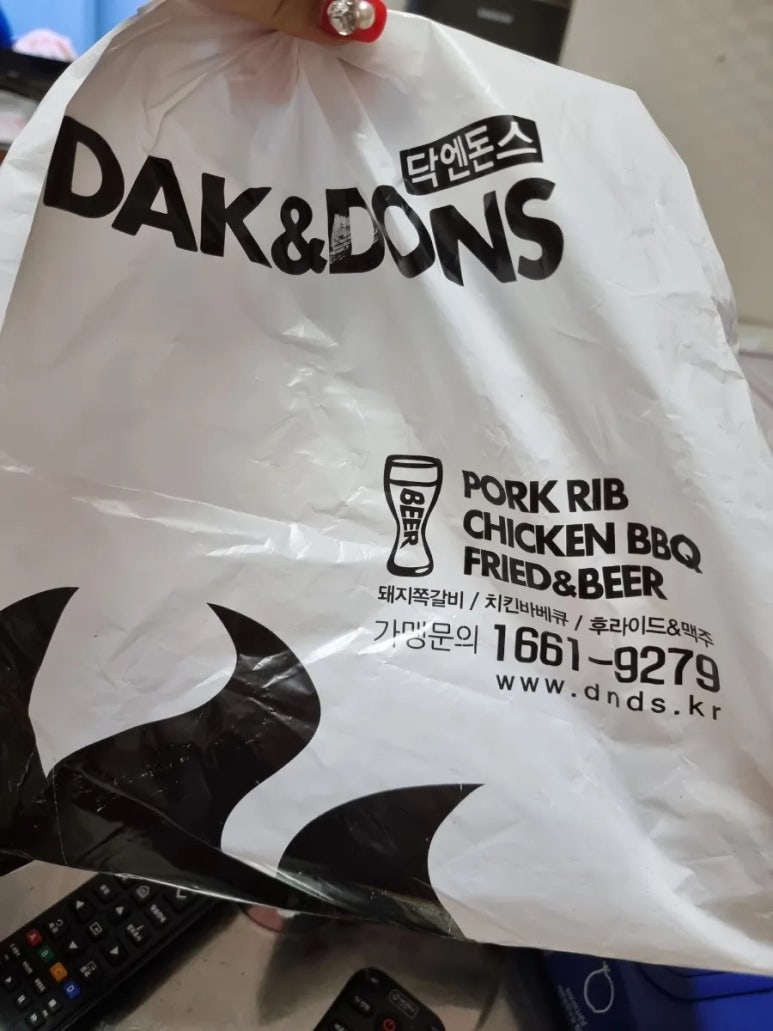 닥엔돈스
DAK&DONS
BEER
PORK RIB
CHICKEN BBQ
FRIED&BEER
돼지쪽갈비 / 치킨바베큐 / 후라이드&맥주
가맹문의 1661-9279
www.dnds.kr